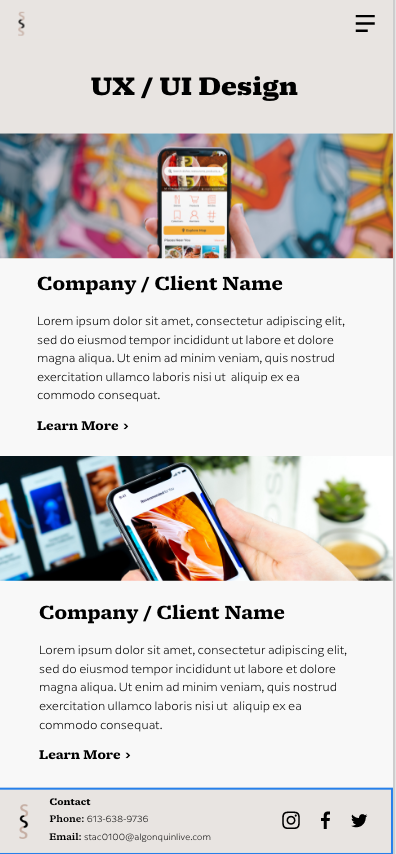 UX / UI Design
Company / Client Name
Lorem ipsum dolor sit amet, consectetur adipiscing elit,
sed do eiusmod tempor incididunt ut labore et dolore
magna aliqua. Ut enim ad minim veniam, quis nostrud
exercitation ullamco laboris nisi ut  aliquip ex ea
commodo consequat.
Learn More ›
Company / Client Name
Lorem ipsum dolor sit amet, consectetur adipiscing elit,
sed do eiusmod tempor incididunt ut labore et dolore
magna aliqua. Ut enim ad minim veniam, quis nostrud
exercitation ullamco laboris nisi ut  aliquip ex ea
commodo consequat.
Learn More ›
Contact
Phone: 613-638-9736
Email: stac0100@algonquinlive.com